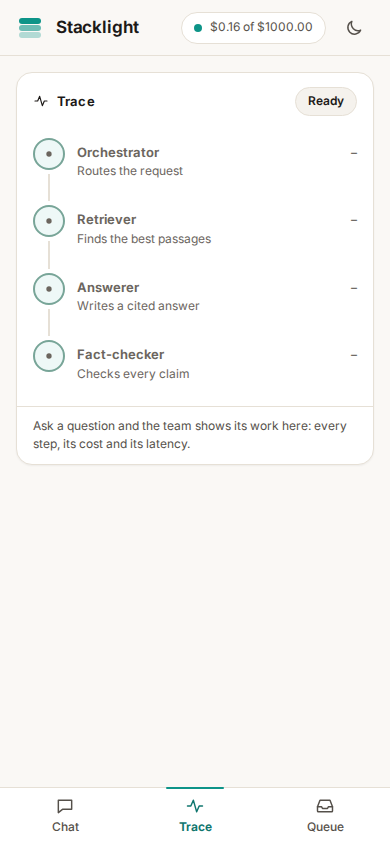 Stacklight
$0.16 of $1000.00
Trace
Ready
Orchestrator –
Routes the request
Retriever –
Finds the best passages
Answerer –
Writes a cited answer
Fact-checker –
Checks every claim
Ask a question and the team shows its work here: every
step, its cost and its latency.
Chat
Trace
Queue